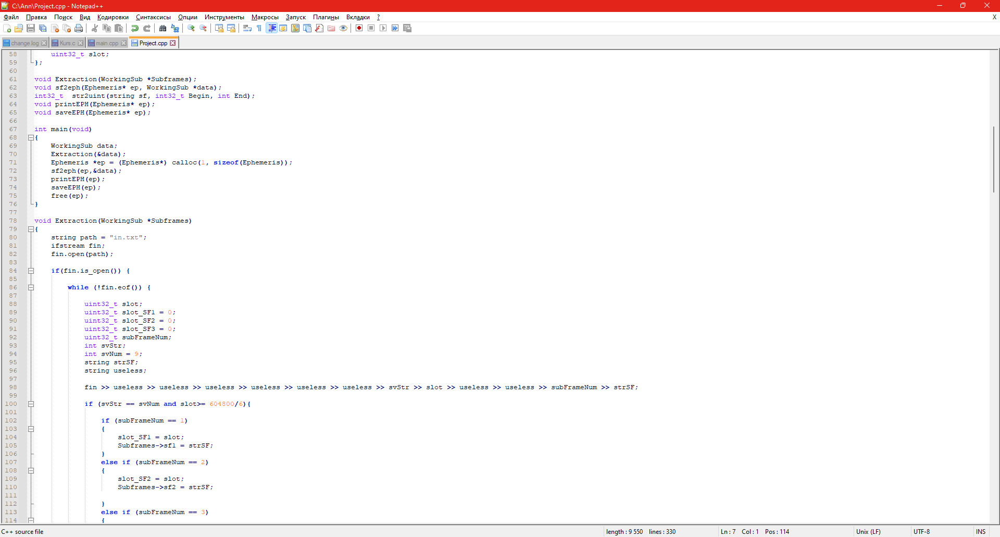 C:\Ann\Project.cpp - Notepad++
Файл Правка Поиск Вид Кодировки Синтаксисы Опции Инструменты Макросы Запуск Плагины Вкладки ? X
change.log Kurs.c main.cpp Project.cpp
58 uint32_t slot;
59 };
60
61 void Extraction(WorkingSub *Subframes);
62 void sf2eph(Ephemeris* ep, WorkingSub *data);
63 int32_t  str2uint(string sf, int32_t Begin, int End);
64 void printEPH(Ephemeris* ep);
65 void saveEPH(Ephemeris* ep);
66
67 int main(void)
68 {
69     WorkingSub data;
70     Extraction(&data);
71     Ephemeris *ep = (Ephemeris*) calloc(1, sizeof(Ephemeris));
72     sf2eph(ep,&data);
73     printEPH(ep);
74     saveEPH(ep);
75     free(ep);
76 }
77
78 void Extraction(WorkingSub *Subframes)
79 {
80     string path = "in.txt";
81     ifstream fin;
82     fin.open(path);
83
84     if(fin.is_open()) {
85
86         while (!fin.eof()) {
87
88             uint32_t slot;
89             uint32_t slot_SF1 = 0;
90             uint32_t slot_SF2 = 0;
91             uint32_t slot_SF3 = 0;
92             uint32_t subFrameNum;
93             int svStr;
94             int svNum = 9;
95             string strSF;
96             string useless;
97
98             fin >> useless >> useless >> useless >> useless >> useless >> useless >> svStr >> slot >> useless >> useless >> subFrameNum >> strSF;
99
100             if (svStr == svNum and slot>= 604800/6){
101
102                 if (subFrameNum == 1)
103                 {
104                     slot_SF1 = slot;
105                     Subframes->sf1 = strSF;
106                 }
107                 else if (subFrameNum == 2)
108                 {
109                     slot_SF2 = slot;
110                     Subframes->sf2 = strSF;
111
112                 }
113                 else if (subFrameNum == 3)
114                 {
C++ source file length : 9 550 lines : 330 Ln : 7 Col : 1 Pos : 114 Unix (LF) UTF-8 INS